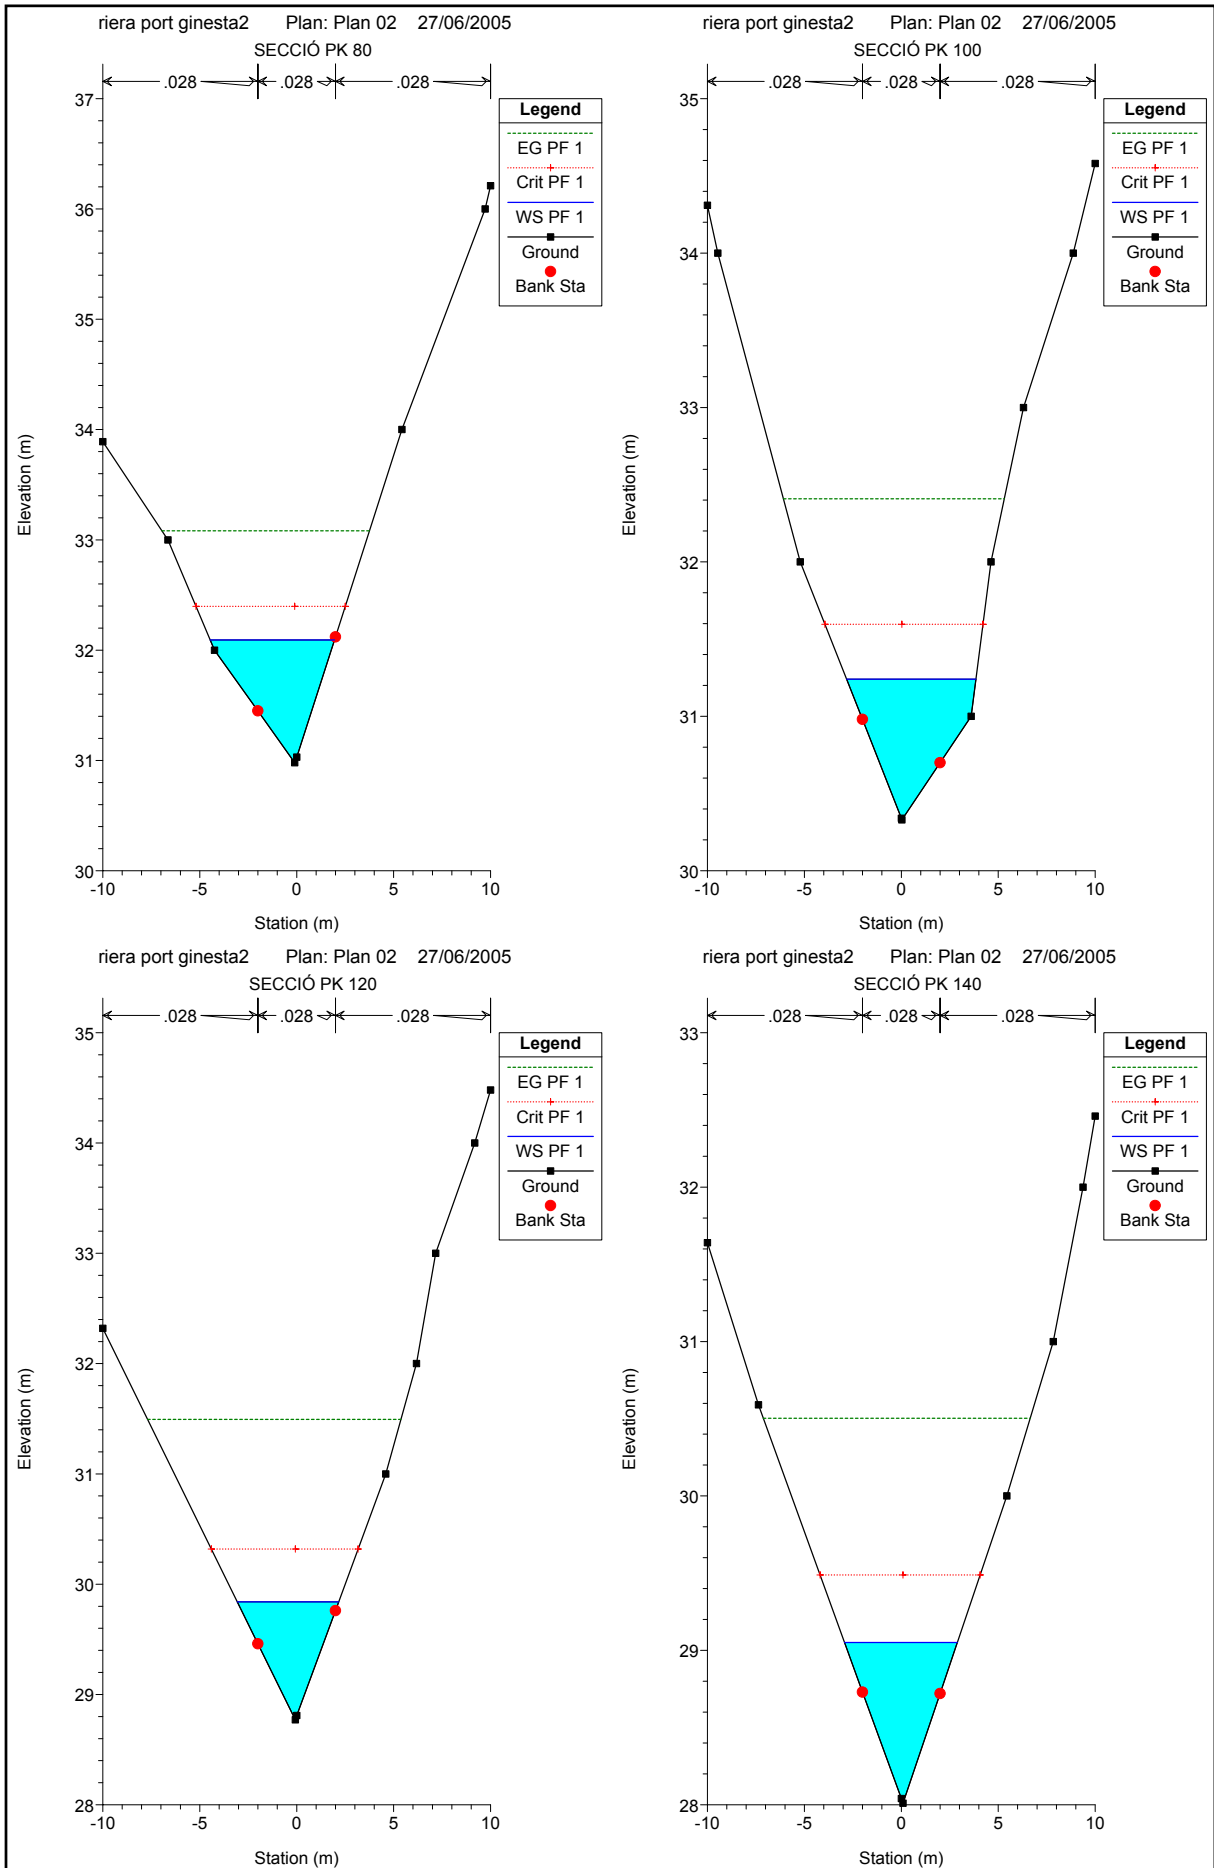 riera port ginesta2 Plan: Plan 02 27/06/2005
SECCIÓ PK 80
.028 .028 .028
37
36
35
34
33
32
31
30
-10 -5 0 5 10
Elevation (m)
Station (m)
Legend
EG PF 1
Crit PF 1
WS PF 1
Ground
Bank Sta
riera port ginesta2 Plan: Plan 02 27/06/2005
SECCIÓ PK 100
.028 .028 .028
35
34
33
32
31
30
-10 -5 0 5 10
Elevation (m)
Station (m)
Legend
EG PF 1
Crit PF 1
WS PF 1
Ground
Bank Sta
riera port ginesta2 Plan: Plan 02 27/06/2005
SECCIÓ PK 120
.028 .028 .028
35
34
33
32
31
30
29
28
-10 -5 0 5 10
Elevation (m)
Station (m)
Legend
EG PF 1
Crit PF 1
WS PF 1
Ground
Bank Sta
riera port ginesta2 Plan: Plan 02 27/06/2005
SECCIÓ PK 140
.028 .028 .028
33
32
31
30
29
28
-10 -5 0 5 10
Elevation (m)
Station (m)
Legend
EG PF 1
Crit PF 1
WS PF 1
Ground
Bank Sta